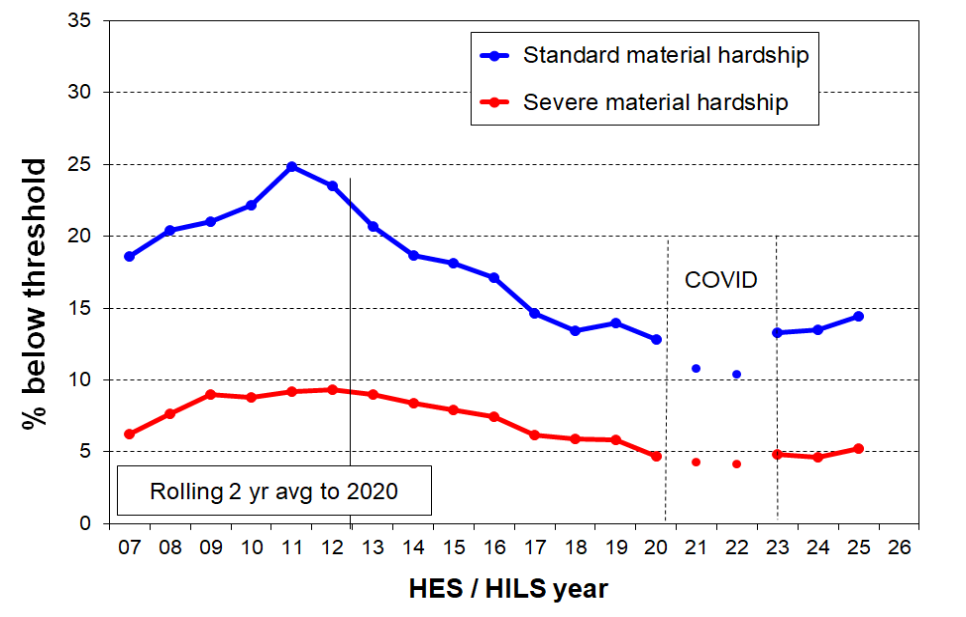 35
30
25
20
15
10
5
0
% below threshold
Standard material hardship
Severe material hardship
COVID
Rolling 2 yr avg to 2020
07 08 09 10 11 12 13 14 15 16 17 18 19 20 21 22 23 24 25 26
HES / HILS year